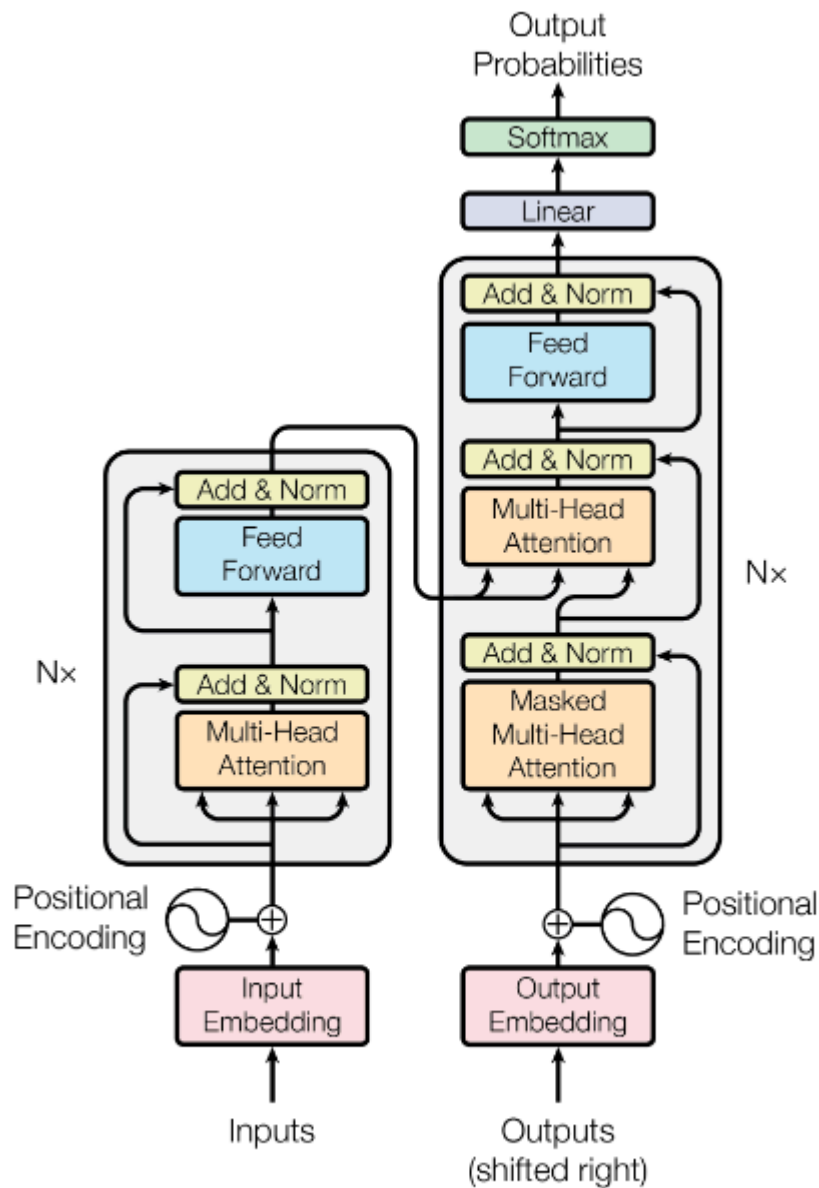 Output
Probabilities
Softmax
Linear
Add & Norm
Feed
Forward
Add & Norm
Multi-Head
Attention
Add & Norm
Masked
Multi-Head
Attention
N×
Add & Norm
Feed
Forward
Add & Norm
Multi-Head
Attention
N×
Positional
Encoding
Positional
Encoding
Input
Embedding
Output
Embedding
Inputs
Outputs
(shifted right)